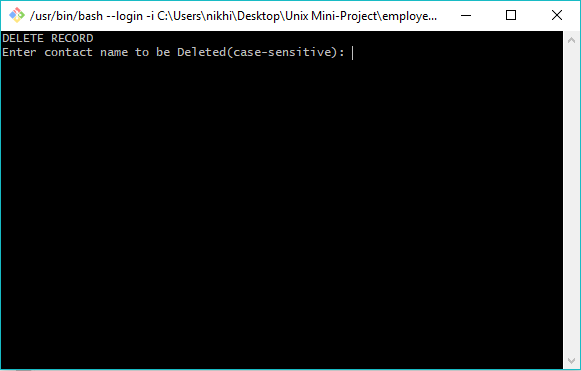 /usr/bin/bash --login -i C:\Users\nikhi\Desktop\Unix Mini-Project\employe...
DELETE RECORD
Enter contact name to be Deleted(case-sensitive):